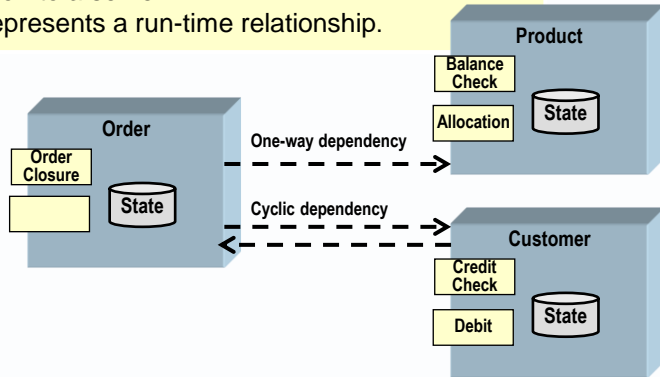 epresents a run-time relationship.
Product
Balance
Check
Allocation
State
Order
Order
Closure
State
One-way dependency
Cyclic dependency
Customer
Credit
Check
Debit
State